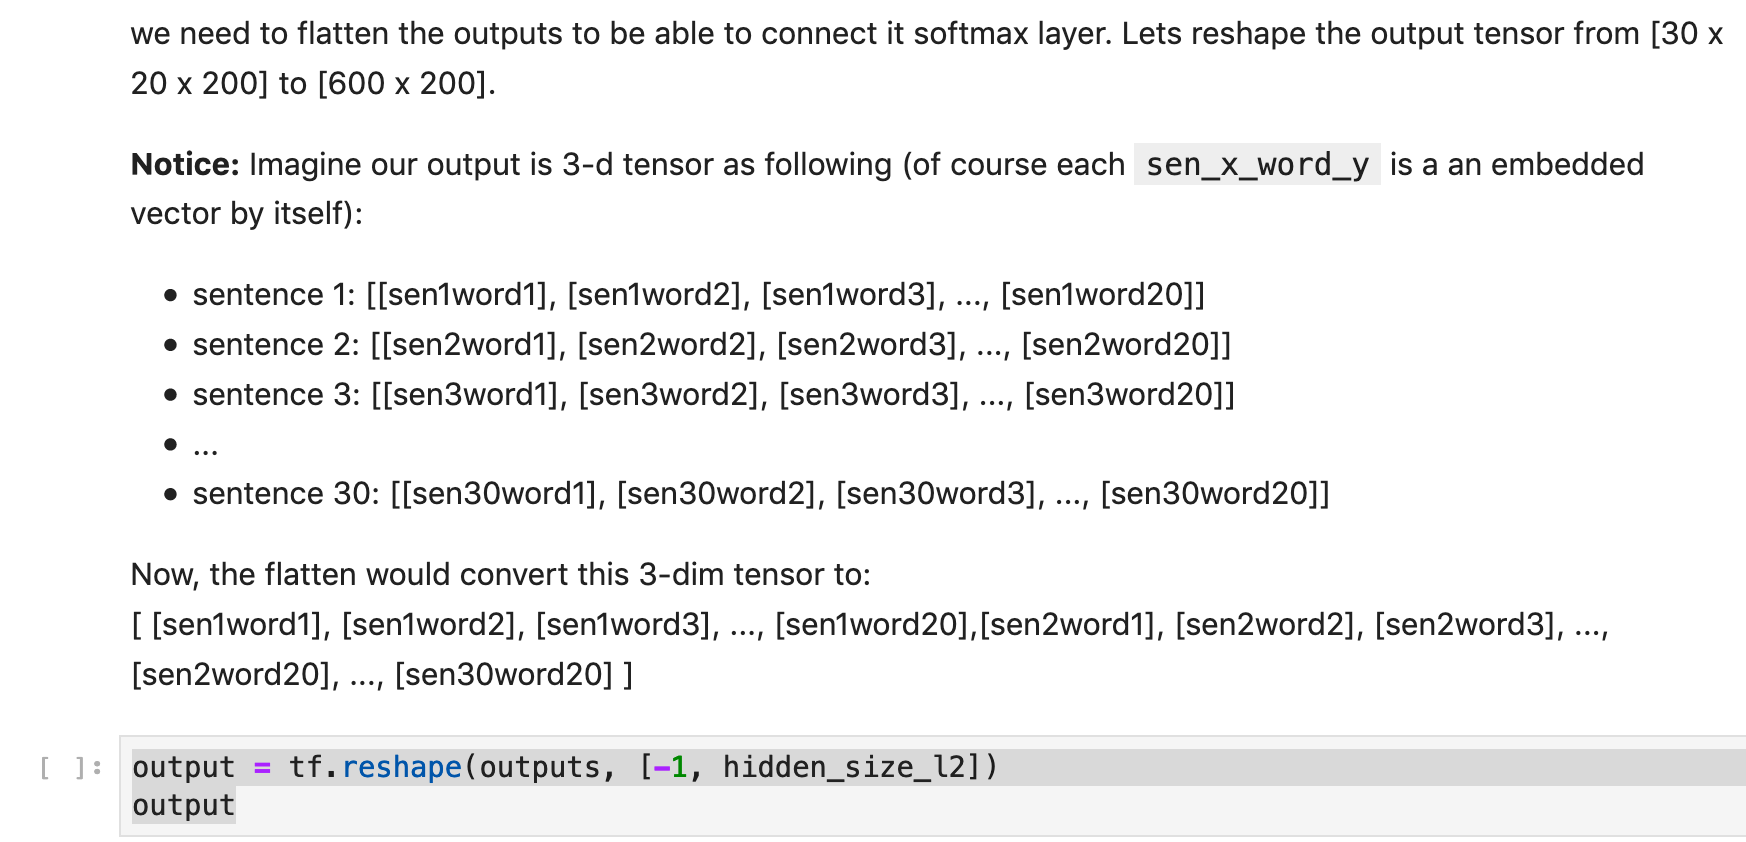 we need to flatten the outputs to be able to connect it softmax layer. Lets reshape the output tensor from [30 x
20 x 200] to [600 x 200].
Notice: Imagine our output is 3-d tensor as following (of course each sen_x_word_y is a an embedded
vector by itself):
• sentence 1: [[sen1word1], [sen1word2], [sen1word3], ..., [sen1word20]]
• sentence 2: [[sen2word1], [sen2word2], [sen2word3], ..., [sen2word20]]
• sentence 3: [[sen3word1], [sen3word2], [sen3word3], ..., [sen3word20]]
• ...
• sentence 30: [[sen30word1], [sen30word2], [sen30word3], ..., [sen30word20]]
Now, the flatten would convert this 3-dim tensor to:
[ [sen1word1], [sen1word2], [sen1word3], ..., [sen1word20],[sen2word1], [sen2word2], [sen2word3], ...,
[sen2word20], ..., [sen30word20] ]
[ ]: output = tf.reshape(outputs, [-1, hidden_size_l2])
output